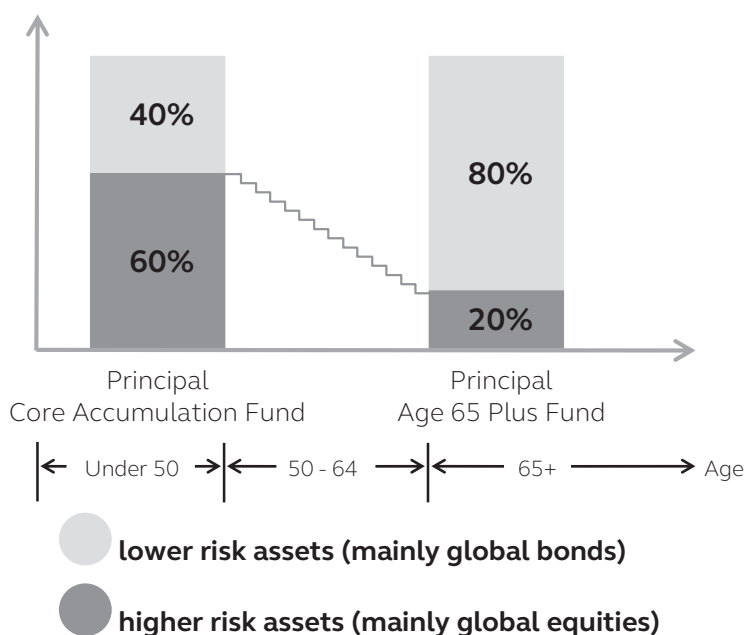 40%
80%
60%
20%
Principal
Core Accumulation Fund
Principal
Age 65 Plus Fund
Under 50
50 - 64
65+
Age
lower risk assets (mainly global bonds)
higher risk assets (mainly global equities)